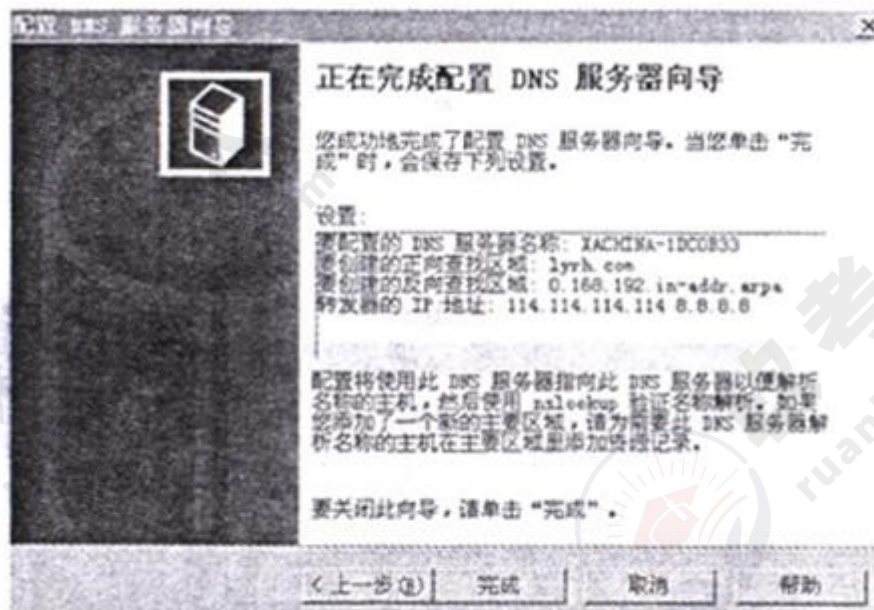 配置 DNS 服务器向导
正在完成配置 DNS 服务器向导
您成功地完成了配置 DNS 服务器向导。当您单击“完
成”时，会保存下列设置。
设置:
要配置的 DNS 服务器名称: XACHINA-1DC0833
要创建的正向查找区域: lyrh.com
要创建的反向查找区域: 0.168.192.in-addr.arpa
转发器的 IP 地址: 114.114.114.114 8.8.8.8
配置将使用此 DNS 服务器指向此 DNS 服务器以便解析
名称的主机，然后使用 nslookup 验证名称解析。如果
您添加了一个新的主要区域，请为需要此 DNS 服务器解
析名称的主机在主要区域里添加资源记录。
要关闭此向导，请单击“完成”。
< 上一步(B)
完成
取消
帮助